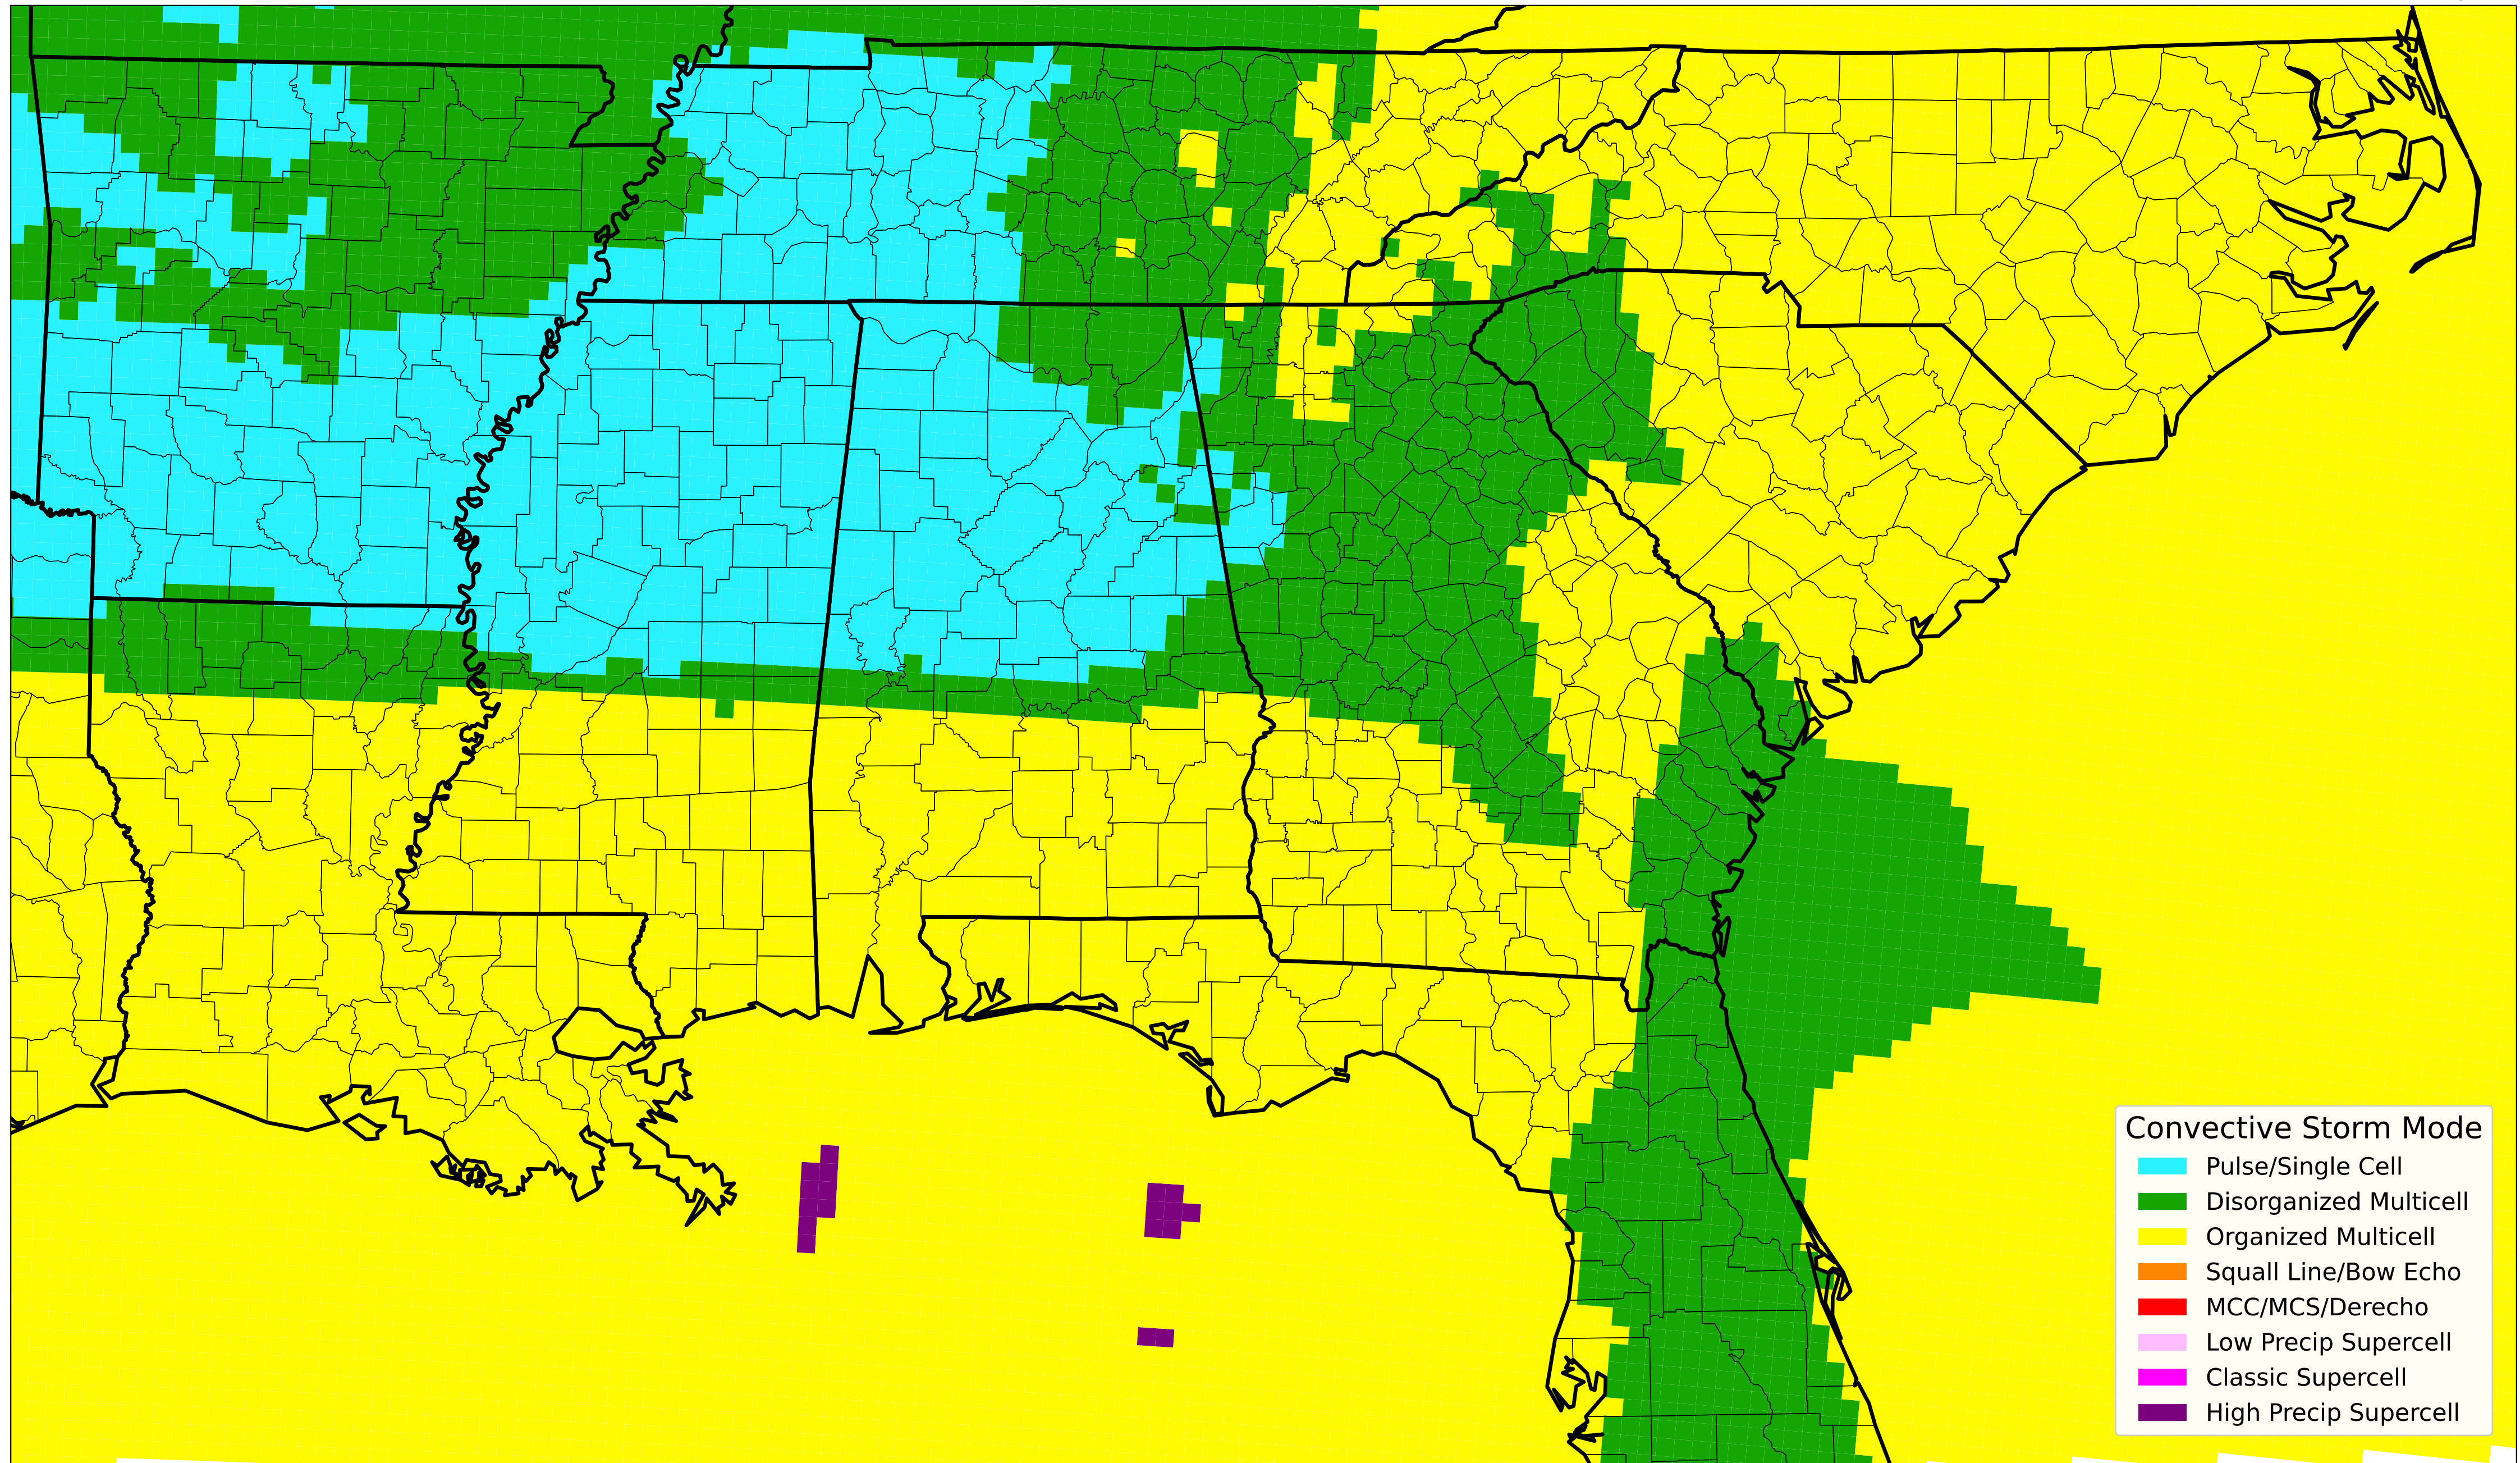 Convective Storm Mode
Pulse/Single Cell
Disorganized Multicell
Organized Multicell
Squall Line/Bow Echo
MCC/MCS/Derecho
Low Precip Supercell
Classic Supercell
High Precip Supercell